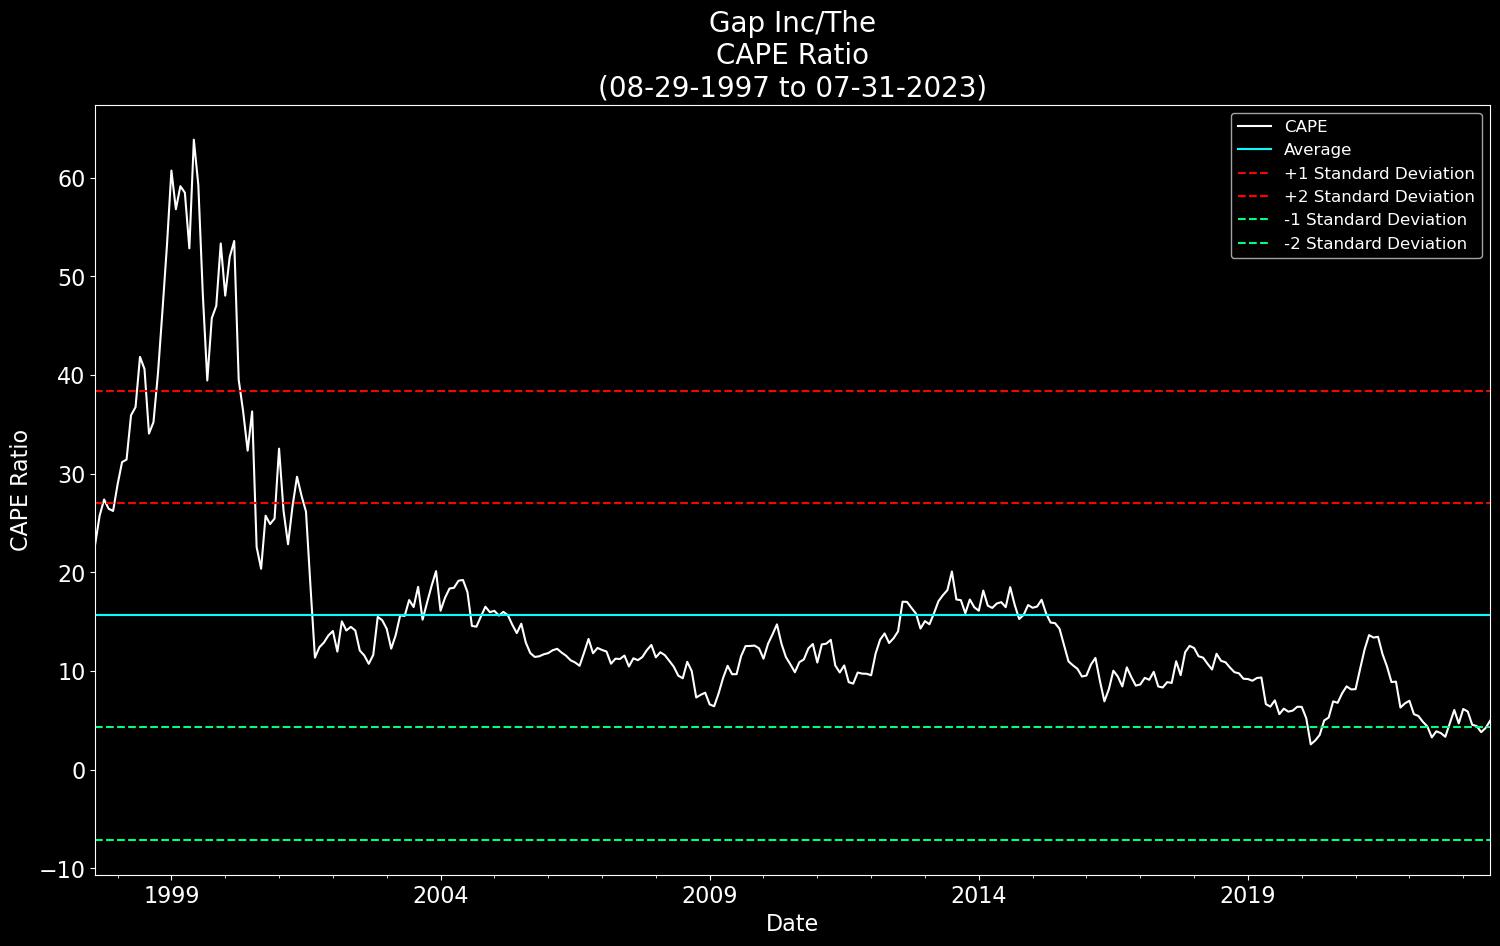 Gap Inc/The
CAPE Ratio
(08-29-1997 to 07-31-2023)
CAPE
Average
+1 Standard Deviation
+2 Standard Deviation
-1 Standard Deviation
-2 Standard Deviation
CAPE Ratio
60
50
40
30
20
10
0
−10
1999
2004
2009
2014
2019
Date